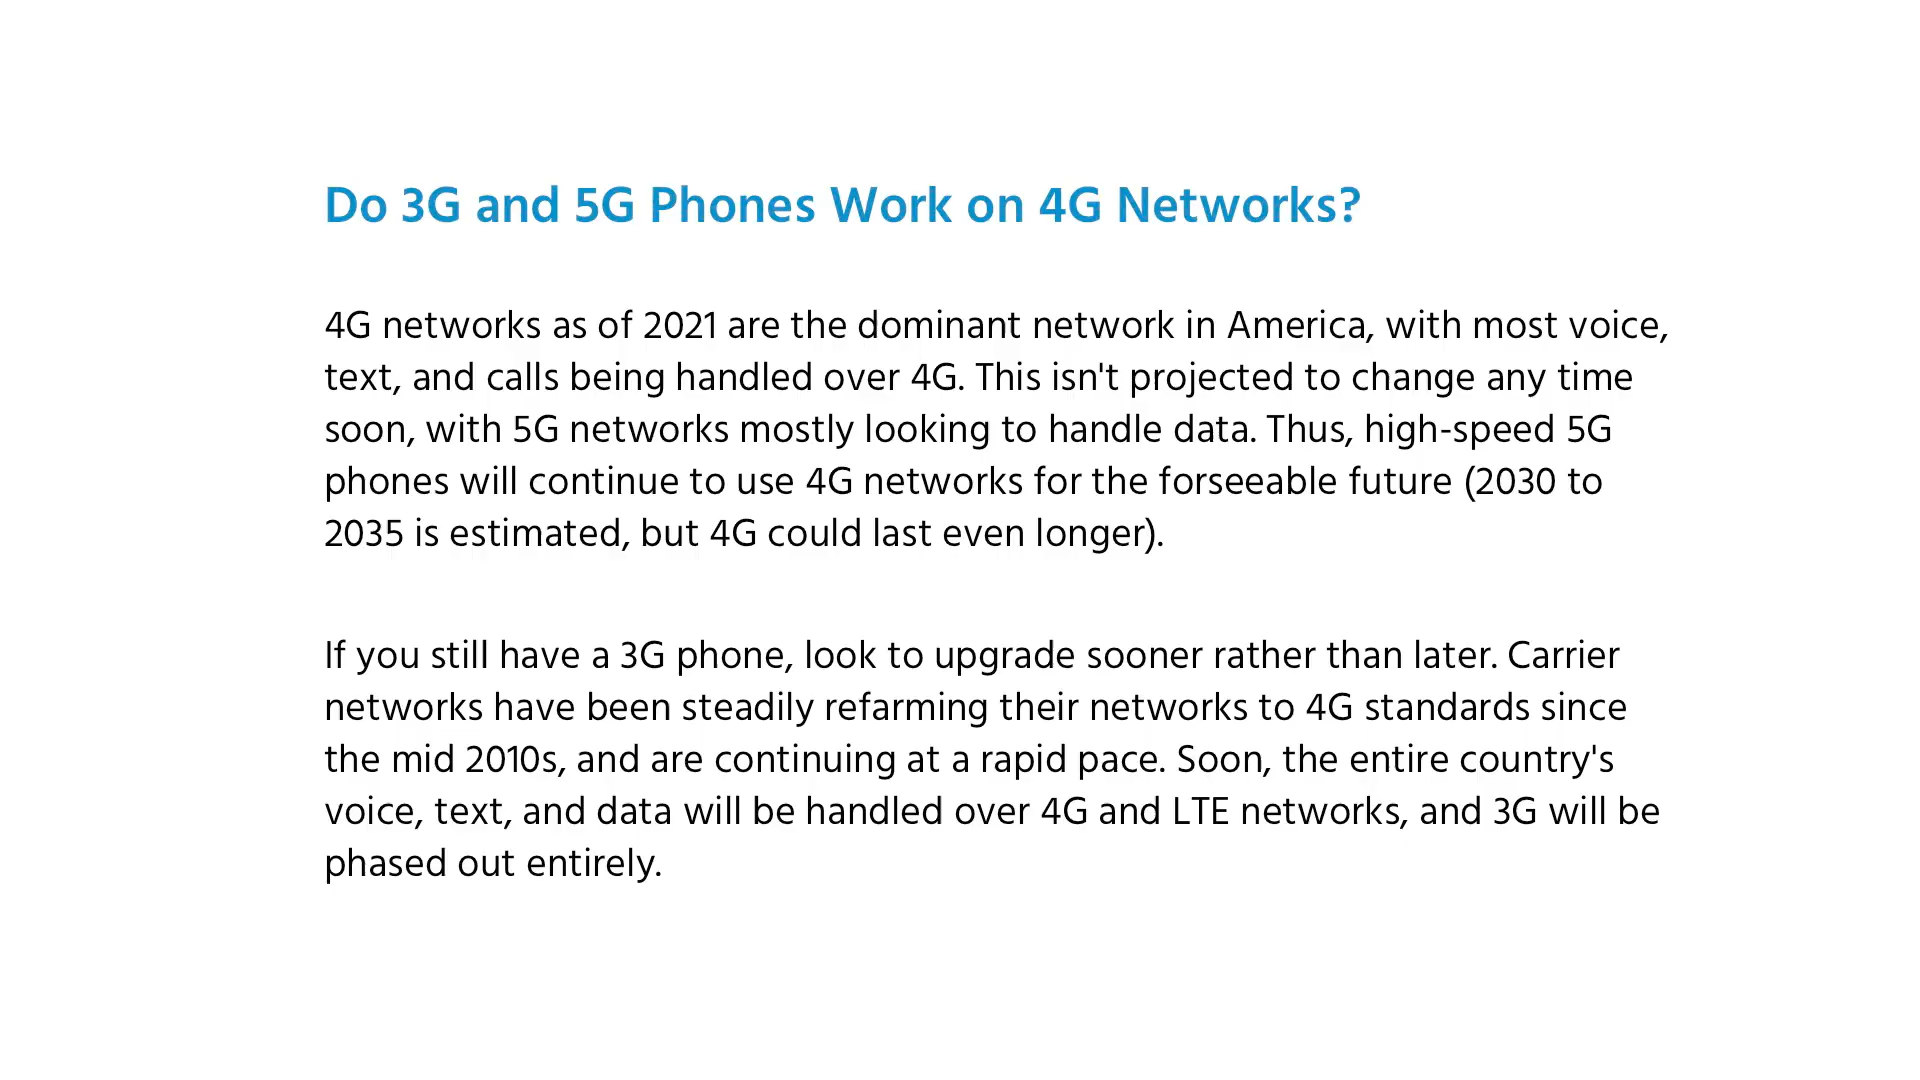 Do 3G and 5G Phones Work on 4G Networks?
4G networks as of 2021 are the dominant network in America, with most voice,
text, and calls being handled over 4G. This isn't projected to change any time
soon, with 5G networks mostly looking to handle data. Thus, high-speed 5G
phones will continue to use 4G networks for the forseeable future (2030 to
2035 is estimated, but 4G could last even longer).
If you still have a 3G phone, look to upgrade sooner rather than later. Carrier
networks have been steadily refarming their networks to 4G standards since
the mid 2010s, and are continuing at a rapid pace. Soon, the entire country's
voice, text, and data will be handled over 4G and LTE networks, and 3G will be
phased out entirely.